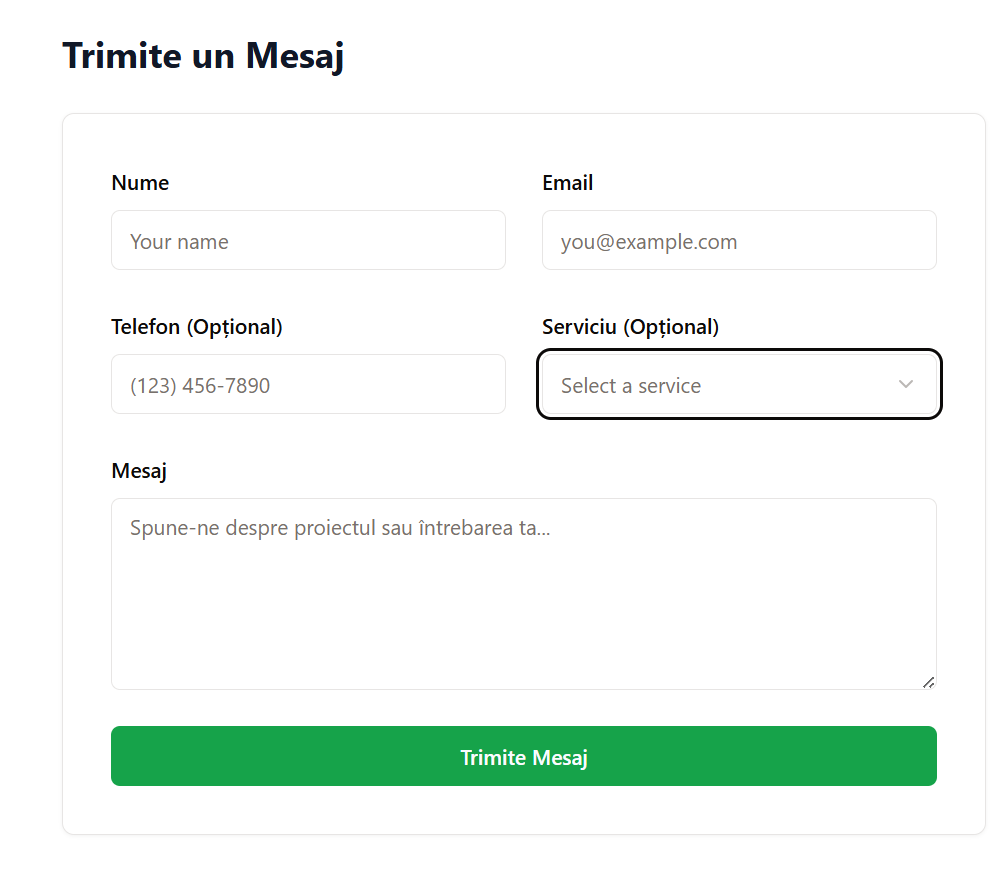 Trimite un Mesaj
Nume
Email
Your name
you@example.com
Telefon (Opțional)
Serviciu (Opțional)
(123) 456-7890
Select a service
Mesaj
Spune-ne despre proiectul sau întrebarea ta...
Trimite Mesaj